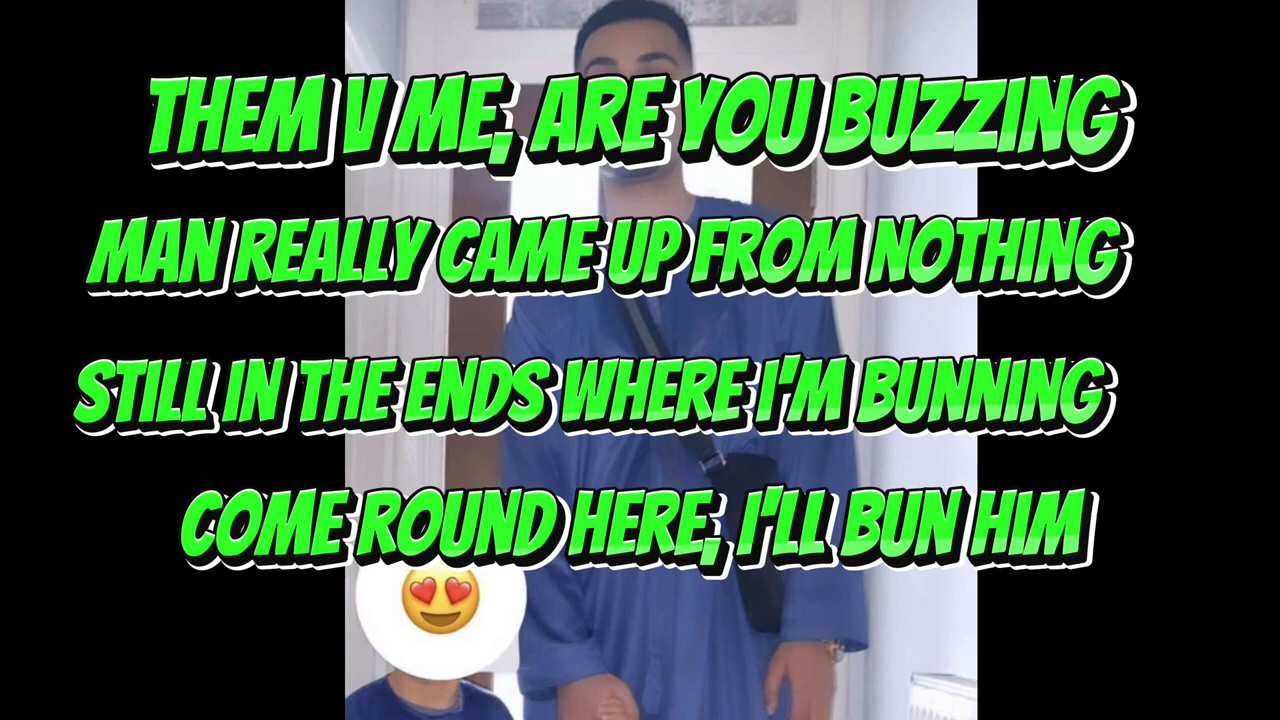 THEM V ME, ARE YOU BUZZING
MAN REALLY CAME UP FROM NOTHING
STILL IN THE ENDS WHERE I'M BUNNING
COME ROUND HERE, I'LL BUN HIM